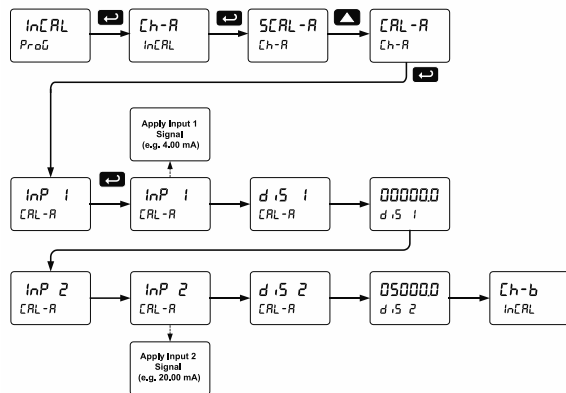 InCAL
ProG
Ch-A
InCAL
SCAL-A
Ch-A
CAL-A
Ch-A
Apply Input 1
Signal
(e.g. 4.00 mA)
InP 1
CAL-A
InP 1
CAL-A
diS 1
CAL-A
00000.0
diS 1
InP 2
CAL-A
InP 2
CAL-A
diS 2
CAL-A
05000.0
diS 2
Ch-b
InCAL
Apply Input 2
Signal
(e.g. 20.00 mA)